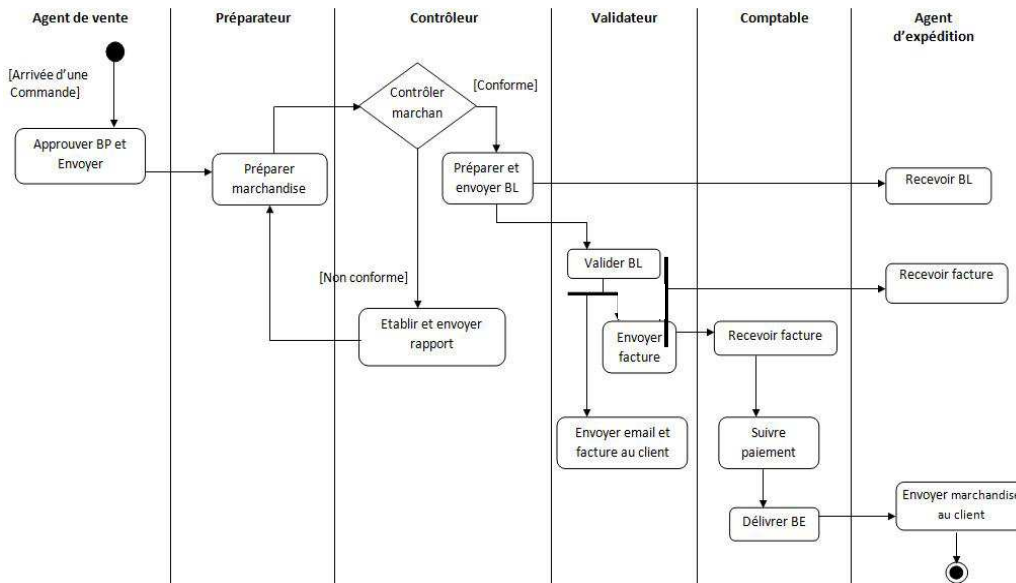 Agent de vente
Préparateur
Contrôleur
Validateur
Comptable
Agent
d'expédition
[Arrivée d'une
Commande]
Approuver BP et
Envoyer
Préparer
marchandise
Contrôler
marchan
[Conforme]
Préparer et
envoyer BL
Recevoir BL
Valider BL
Recevoir facture
[Non conforme]
Etablir et envoyer
rapport
Envoyer
facture
Recevoir facture
Envoyer email et
facture au client
Suivre
paiement
Délivrer BE
Envoyer marchandise
au client